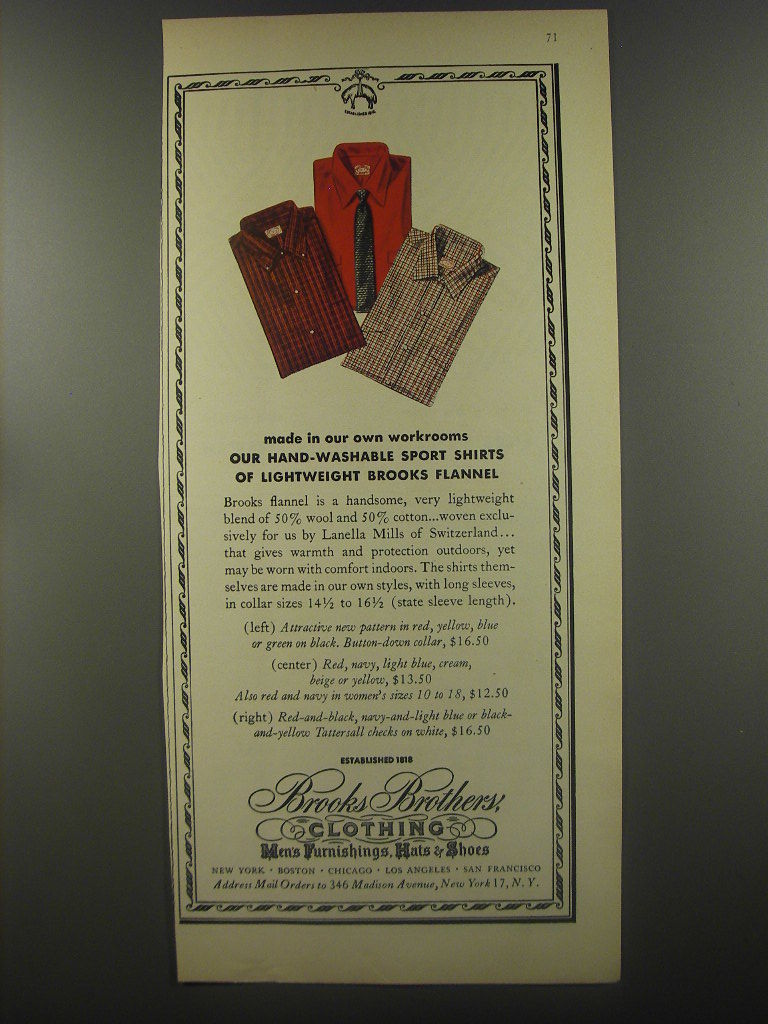 71
ESTABLISHED 1818
made in our own workrooms
OUR HAND-WASHABLE SPORT SHIRTS
OF LIGHTWEIGHT BROOKS FLANNEL
Brooks flannel is a handsome, very lightweight
blend of 50% wool and 50% cotton...woven exclu-
sively for us by Lanella Mills of Switzerland...
that gives warmth and protection outdoors, yet
may be worn with comfort indoors. The shirts them-
selves are made in our own styles, with long sleeves,
in collar sizes 14½ to 16½ (state sleeve length).
(left) Attractive new pattern in red, yellow, blue
or green on black. Button-down collar, $16.50
(center) Red, navy, light blue, cream,
beige or yellow, $13.50
Also red and navy in women's sizes 10 to 18, $12.50
(right) Red-and-black, navy-and-light blue or black-
and-yellow Tattersall checks on white, $16.50
ESTABLISHED 1818
Brooks Brothers,
CLOTHING
Men's Furnishings, Hats & Shoes
NEW YORK · BOSTON · CHICAGO · LOS ANGELES · SAN FRANCISCO
Address Mail Orders to 346 Madison Avenue, New York 17, N. Y.